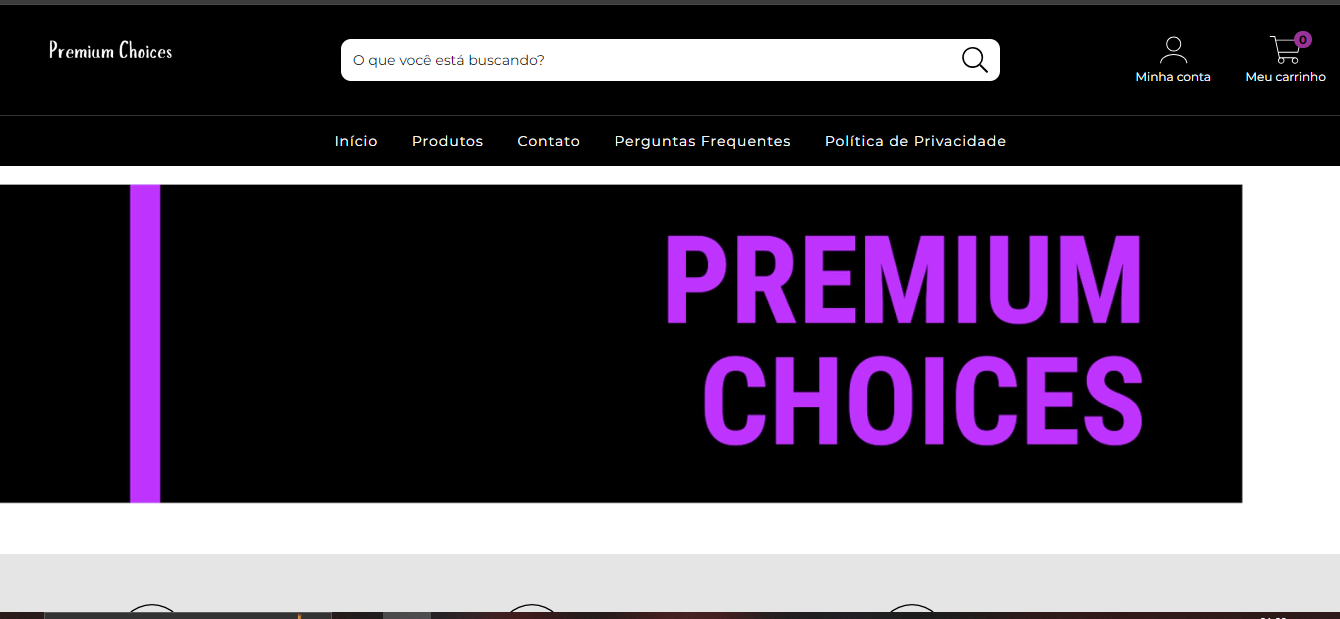 Premium Choices
O que você está buscando?
0
Minha conta
Meu carrinho
Início
Produtos
Contato
Perguntas Frequentes
Política de Privacidade
PREMIUM
CHOICES